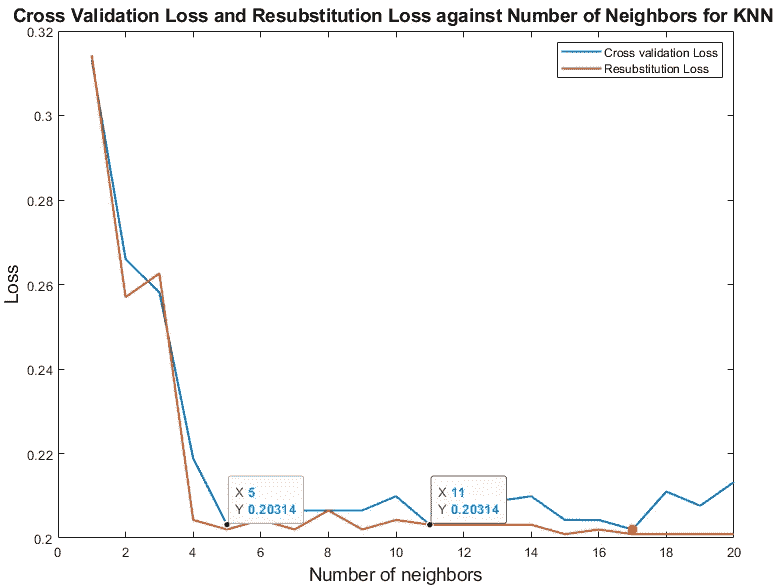 Cross Validation Loss and Resubstitution Loss against Number of Neighbors for KNN
0.32
Cross validation Loss
Resubstitution Loss
0.3
0.28
0.26
0.24
0.22
0.2
Loss
X 5
Y 0.20314
X 11
Y 0.20314
0 2 4 6 8 10 12 14 16 18 20
Number of neighbors